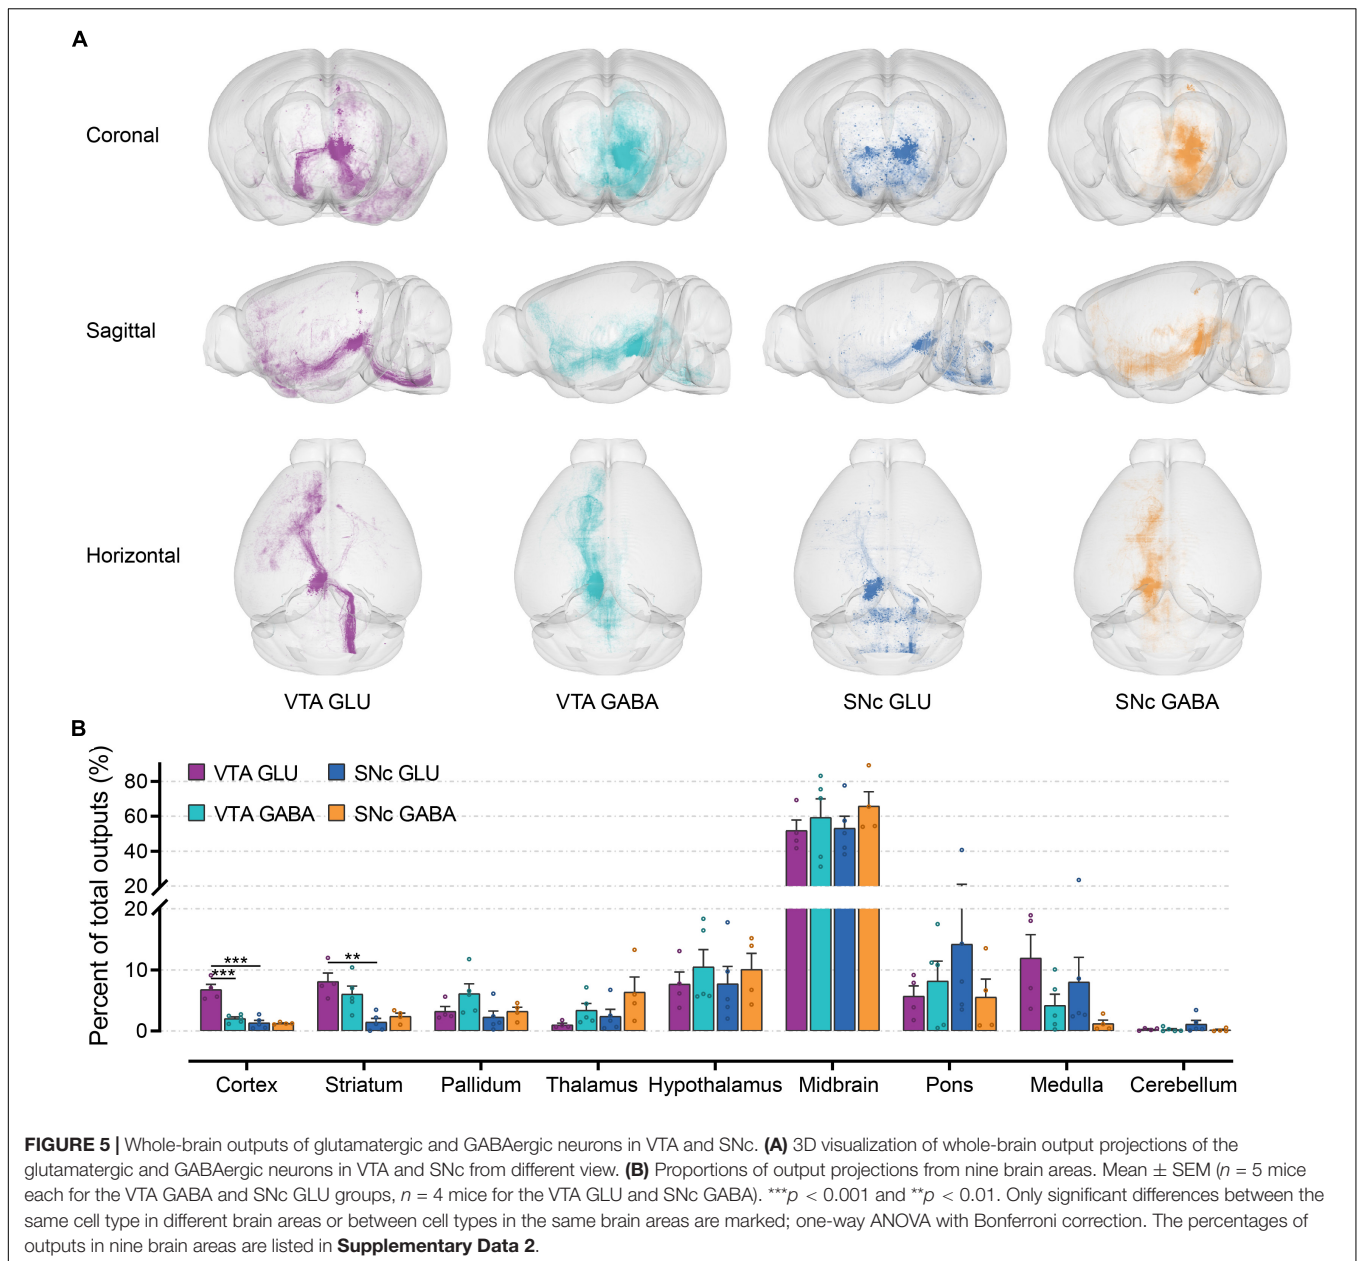 A
Coronal
Sagittal
Horizontal
VTA GLU VTA GABA SNc GLU SNc GABA
B
Percent of total outputs (%)
VTA GLU SNc GLU
VTA GABA SNc GABA
80
60
40
20
20
10
0
***
***
**
Cortex Striatum Pallidum Thalamus Hypothalamus Midbrain Pons Medulla Cerebellum
FIGURE 5 | Whole-brain outputs of glutamatergic and GABAergic neurons in VTA and SNc. (A) 3D visualization of whole-brain output projections of the
glutamatergic and GABAergic neurons in VTA and SNc from different view. (B) Proportions of output projections from nine brain areas. Mean ± SEM (n = 5 mice
each for the VTA GABA and SNc GLU groups, n = 4 mice for the VTA GLU and SNc GABA). ***p < 0.001 and **p < 0.01. Only significant differences between the
same cell type in different brain areas or between cell types in the same brain areas are marked; one-way ANOVA with Bonferroni correction. The percentages of
outputs in nine brain areas are listed in Supplementary Data 2.